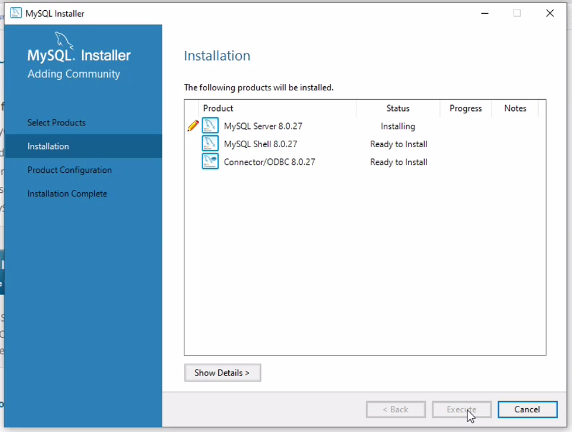 MySQL Installer
MySQL. Installer
Adding Community
Select Products
Installation
Product Configuration
Installation Complete
Installation
The following products will be installed.
Product Status Progress Notes
MySQL Server 8.0.27 Installing
MySQL Shell 8.0.27 Ready to Install
Connector/ODBC 8.0.27 Ready to Install
Show Details >
< Back Execute Cancel